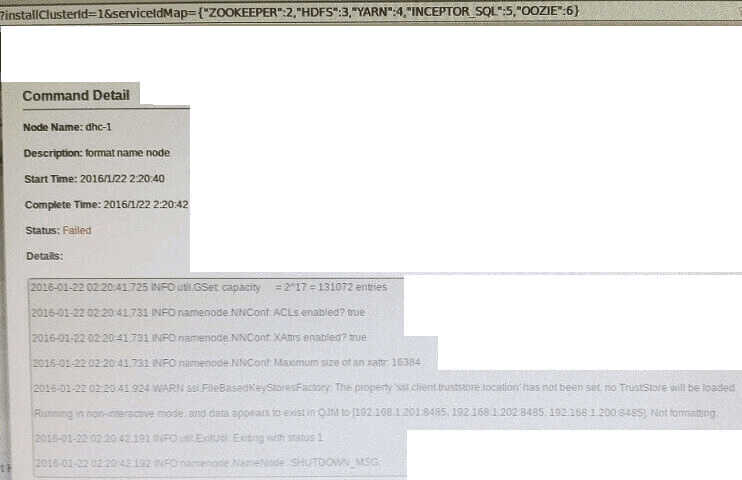 ?installClusterId=1&serviceIdMap={"ZOOKEEPER":2,"HDFS":3,"YARN":4,"INCEPTOR_SQL":5,"OOZIE":6}
Command Detail
Node Name: dhc-1
Description: format name node
Start Time: 2016/1/22 2:20:40
Complete Time: 2016/1/22 2:20:42
Status: Failed
Details:
2016-01-22 02:20:41,725 INFO util.GSet: capacity = 2^17 = 131072 entries
2016-01-22 02:20:41,731 INFO namenode.NNConf: ACLs enabled? true
2016-01-22 02:20:41,731 INFO namenode.NNConf: XAttrs enabled? true
2016-01-22 02:20:41,731 INFO namenode.NNConf: Maximum size of an xattr: 16384
2016-01-22 02:20:41,924 WARN ssl.FileBasedKeyStoresFactory: The property 'ssl.client.truststore.location' has not been set, no TrustStore will be loaded
Running in non-interactive mode, and data appears to exist in QJM to [192.168.1.201:8485, 192.168.1.202:8485, 192.168.1.200:8485]. Not formatting.
2016-01-22 02:20:42,191 INFO util.ExitUtil: Exiting with status 1
2016-01-22 02:20:42,192 INFO namenode.NameNode: SHUTDOWN_MSG: